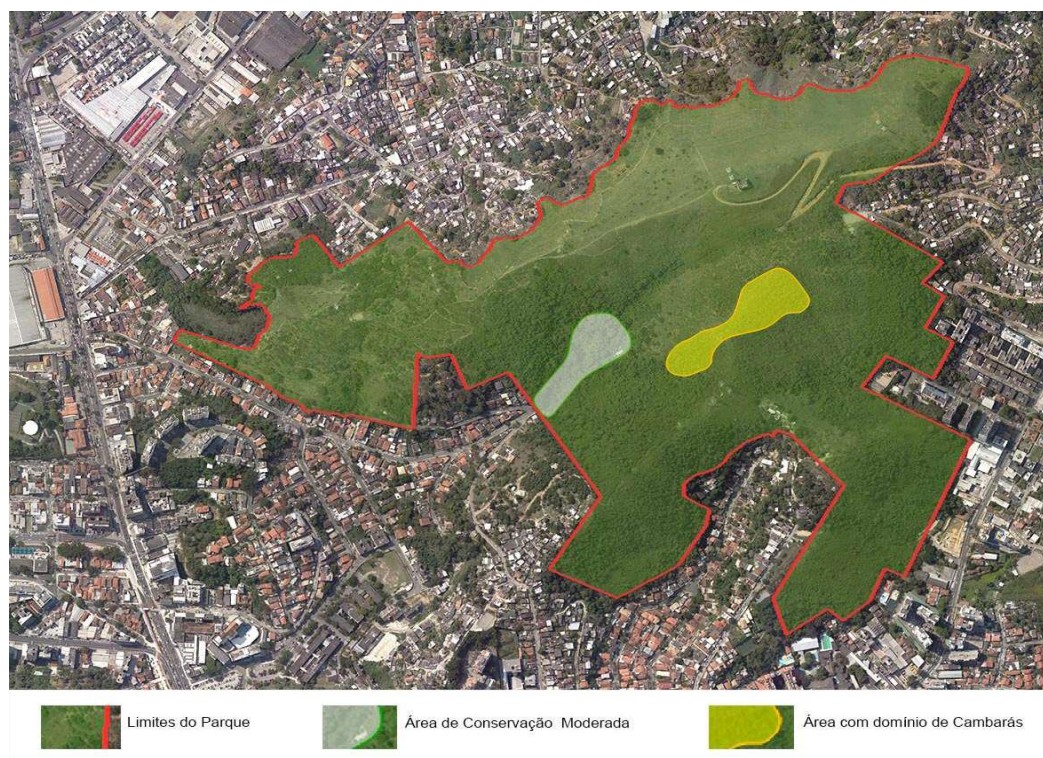 Limites do Parque
Área de Conservação Moderada
Área com domínio de Cambarás